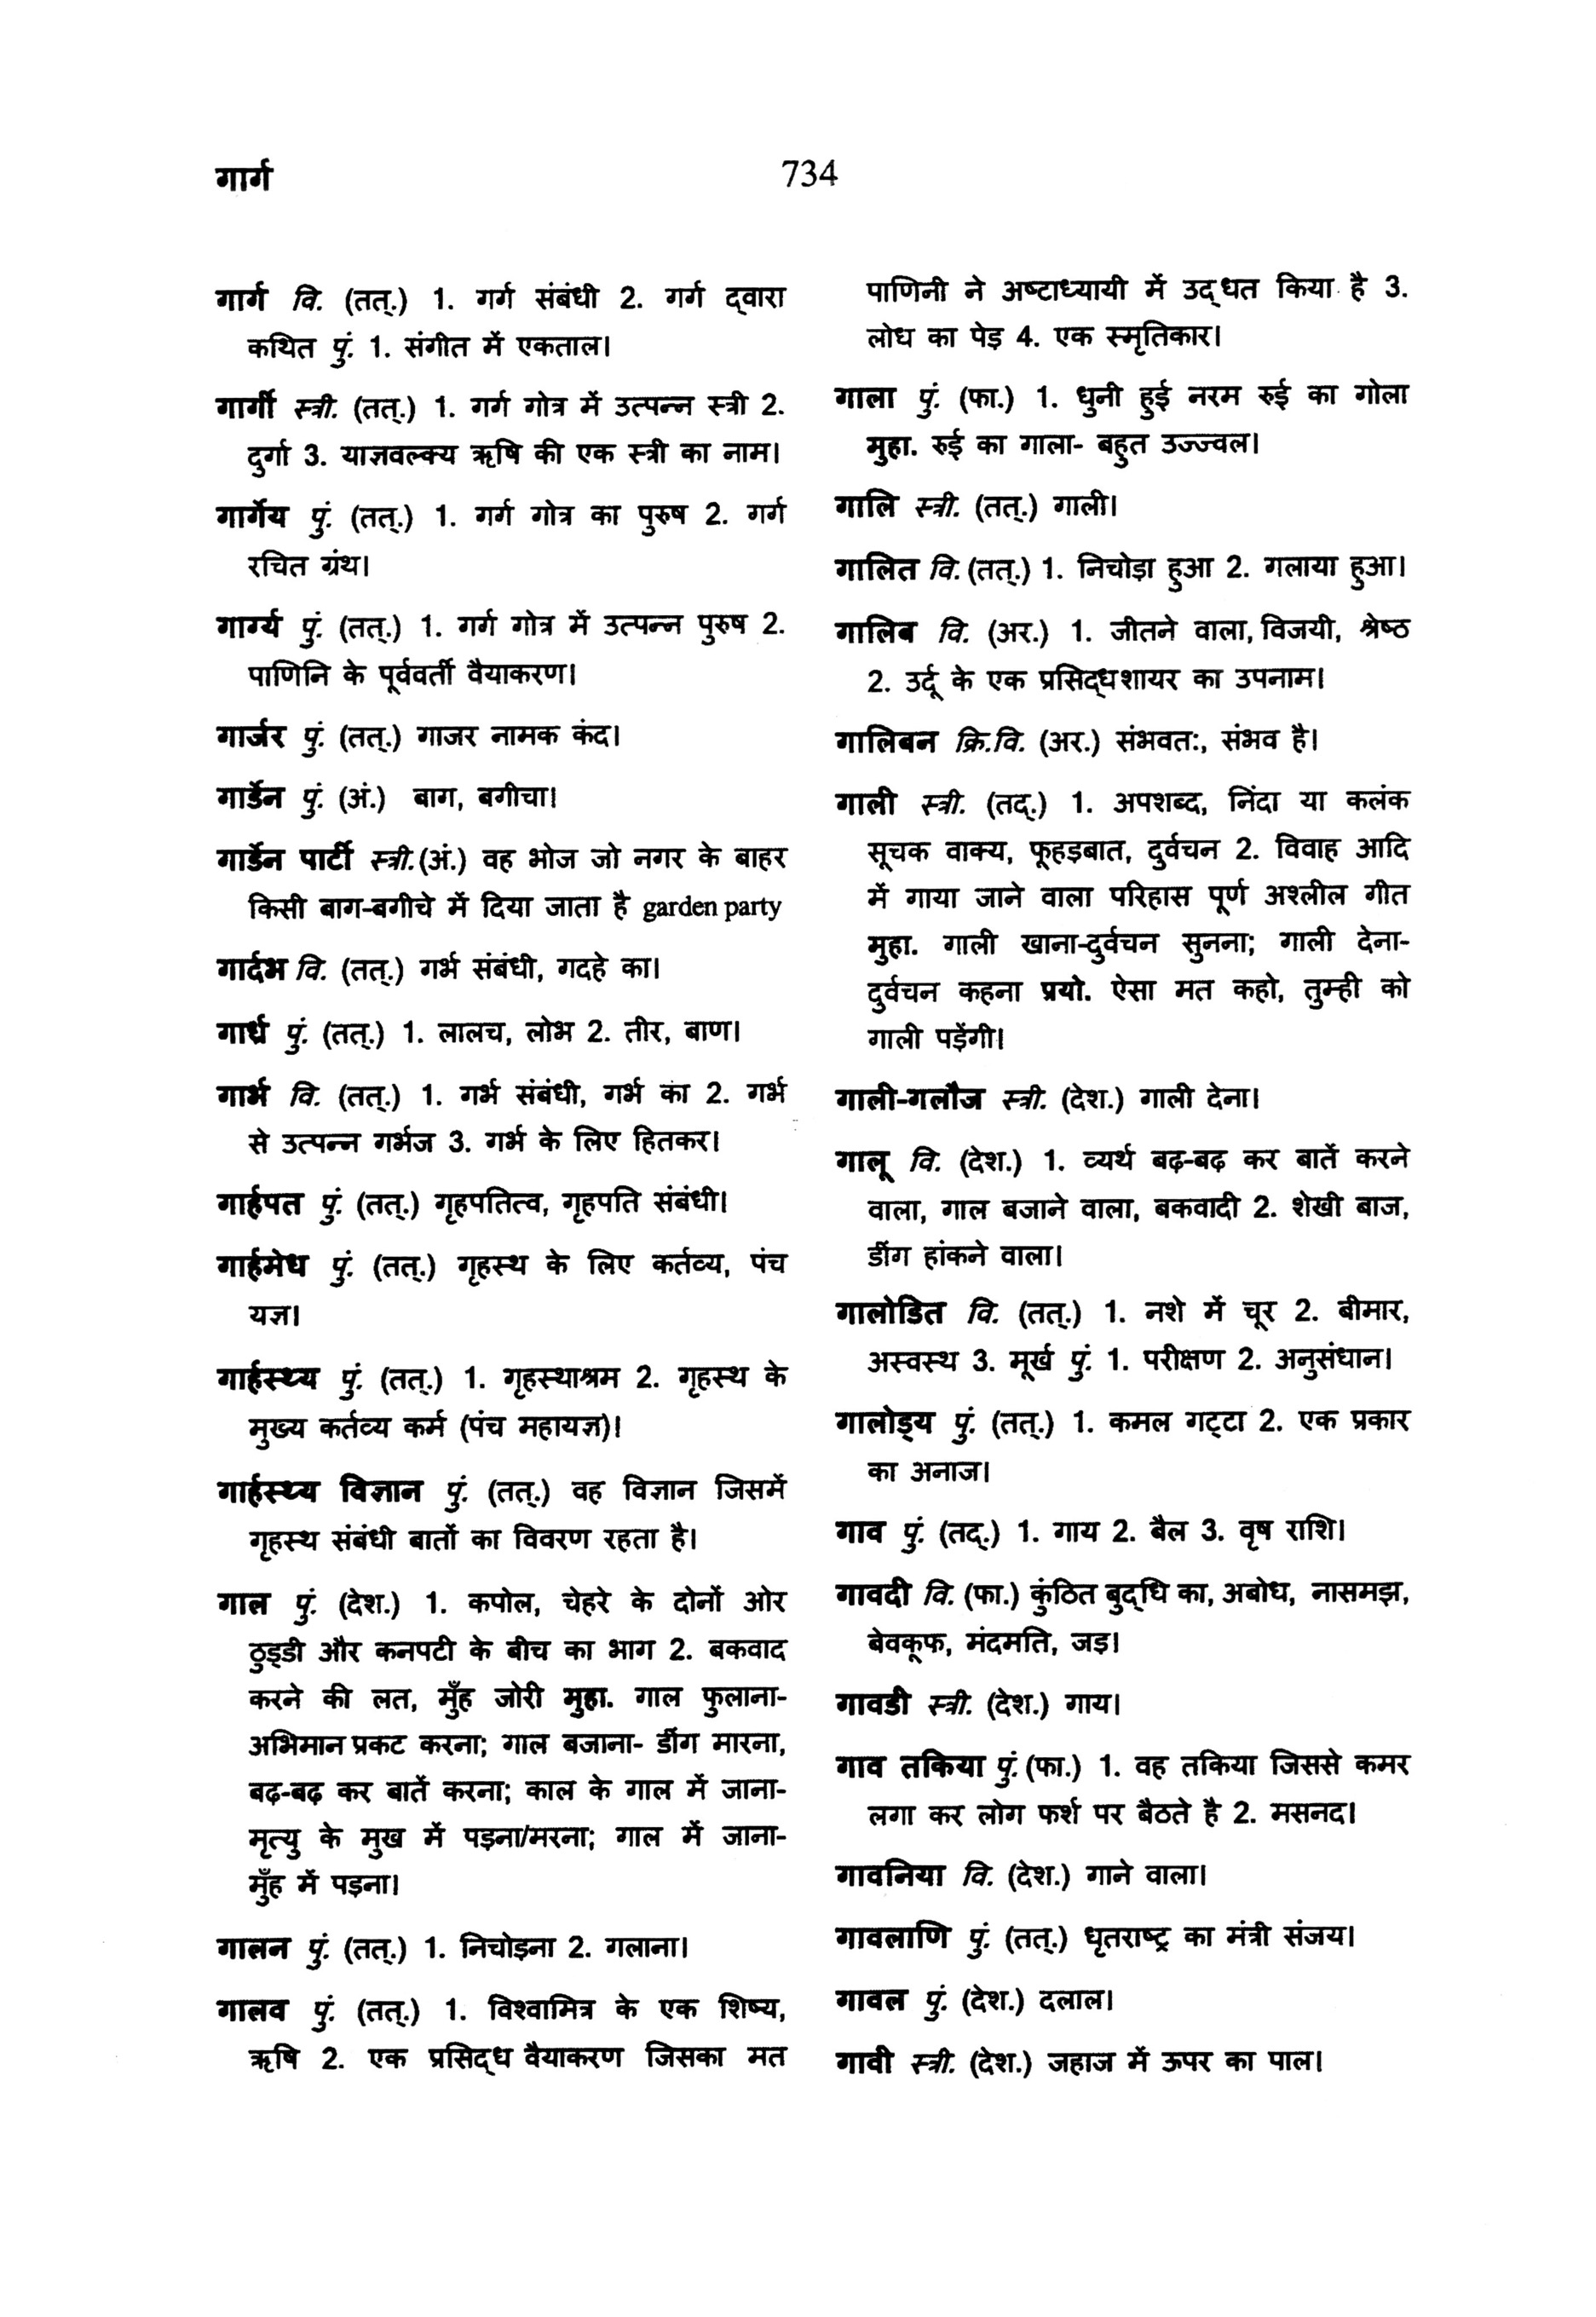 गार्ग
734
गार्ग वि. (तत्.) 1. गर्ग संबंधी 2. गर्ग द्वारा
कथित पुं. 1. संगीत में एकताल।
गार्गी स्त्री. (तत्.) 1. गर्ग गोत्र में उत्पन्न स्त्री 2.
दुर्गा 3. याज्ञवल्क्य ऋषि की एक स्त्री का नाम।
गार्गेय पुं. (तत्.) 1. गर्ग गोत्र का पुरुष 2. गर्ग
रचित ग्रंथ।
गार्ग्य पुं. (तत्.) 1. गर्ग गोत्र में उत्पन्न पुरुष 2.
पाणिनि के पूर्ववर्ती वैयाकरण।
गार्जर पुं. (तत्.) गाजर नामक कंद।
गार्डेन पुं. (अं.) बाग, बगीचा।
गार्डेन पार्टी स्त्री.(अं.) वह भोज जो नगर के बाहर
किसी बाग-बगीचे में दिया जाता है garden party
गार्दभ वि. (तत्.) गर्भ संबंधी, गदहे का।
गार्ध्र पुं. (तत्.) 1. लालच, लोभ 2. तीर, बाण।
गार्भ वि. (तत्.) 1. गर्भ संबंधी, गर्भ का 2. गर्भ
से उत्पन्न गर्भज 3. गर्भ के लिए हितकर।
गार्हपत पुं. (तत्.) गृहपतित्व, गृहपति संबंधी।
गार्हमेध पुं. (तत्.) गृहस्थ के लिए कर्तव्य, पंच
यज्ञ।
गार्हस्थ्य पुं. (तत्.) 1. गृहस्थाश्रम 2. गृहस्थ के
मुख्य कर्तव्य कर्म (पंच महायज्ञ)।
गार्हस्थ्य विज्ञान पुं. (तत्.) वह विज्ञान जिसमें
गृहस्थ संबंधी बातों का विवरण रहता है।
गाल पुं. (देश.) 1. कपोल, चेहरे के दोनों ओर
ठुड्डी और कनपटी के बीच का भाग 2. बकवाद
करने की लत, मुँह जोरी मुहा. गाल फुलाना-
अभिमान प्रकट करना; गाल बजाना- डींग मारना,
बढ़-बढ़ कर बातें करना; काल के गाल में जाना-
मृत्यु के मुख में पड़ना/मरना; गाल में जाना-
मुँह में पड़ना।
गालन पुं. (तत्.) 1. निचोड़ना 2. गलाना।
गालव पुं. (तत्.) 1. विश्वामित्र के एक शिष्य,
ऋषि 2. एक प्रसिद्ध वैयाकरण जिसका मत
पाणिनी ने अष्टाध्यायी में उद्धत किया है 3.
लोध का पेड़ 4. एक स्मृतिकार।
गाला पुं. (फा.) 1. धुनी हुई नरम रुई का गोला
मुहा. रुई का गाला- बहुत उज्ज्वल।
गालि स्त्री. (तत्.) गाली।
गालित वि. (तत्.) 1. निचोड़ा हुआ 2. गलाया हुआ।
गालिब वि. (अर.) 1. जीतने वाला, विजयी, श्रेष्ठ
2. उर्दू के एक प्रसिद्ध शायर का उपनाम।
गालिबन क्रि.वि. (अर.) संभवत:, संभव है।
गाली स्त्री. (तद्.) 1. अपशब्द, निंदा या कलंक
सूचक वाक्य, फूहड़बात, दुर्वचन 2. विवाह आदि
में गाया जाने वाला परिहास पूर्ण अश्लील गीत
मुहा. गाली खाना-दुर्वचन सुनना; गाली देना-
दुर्वचन कहना प्रयो. ऐसा मत कहो, तुम्ही को
गाली पड़ेंगी।
गाली-गलौज स्त्री. (देश.) गाली देना।
गालू वि. (देश.) 1. व्यर्थ बढ़-बढ़ कर बातें करने
वाला, गाल बजाने वाला, बकवादी 2. शेखी बाज,
डींग हांकने वाला।
गालोडित वि. (तत्.) 1. नशे में चूर 2. बीमार,
अस्वस्थ 3. मूर्ख पुं. 1. परीक्षण 2. अनुसंधान।
गालोड्य पुं. (तत्.) 1. कमल गट्टा 2. एक प्रकार
का अनाज।
गाव पुं. (तद्.) 1. गाय 2. बैल 3. वृष राशि।
गावदी वि. (फा.) कुंठित बुद्धि का, अबोध, नासमझ,
बेवकूफ, मंदमति, जड़।
गावडी स्त्री. (देश.) गाय।
गाव तकिया पुं. (फा.) 1. वह तकिया जिससे कमर
लगा कर लोग फर्श पर बैठते है 2. मसनद।
गावनिया वि. (देश.) गाने वाला।
गावलाणि पुं. (तत्.) धृतराष्ट्र का मंत्री संजय।
गावल पुं. (देश.) दलाल।
गावी स्त्री. (देश.) जहाज में ऊपर का पाल।